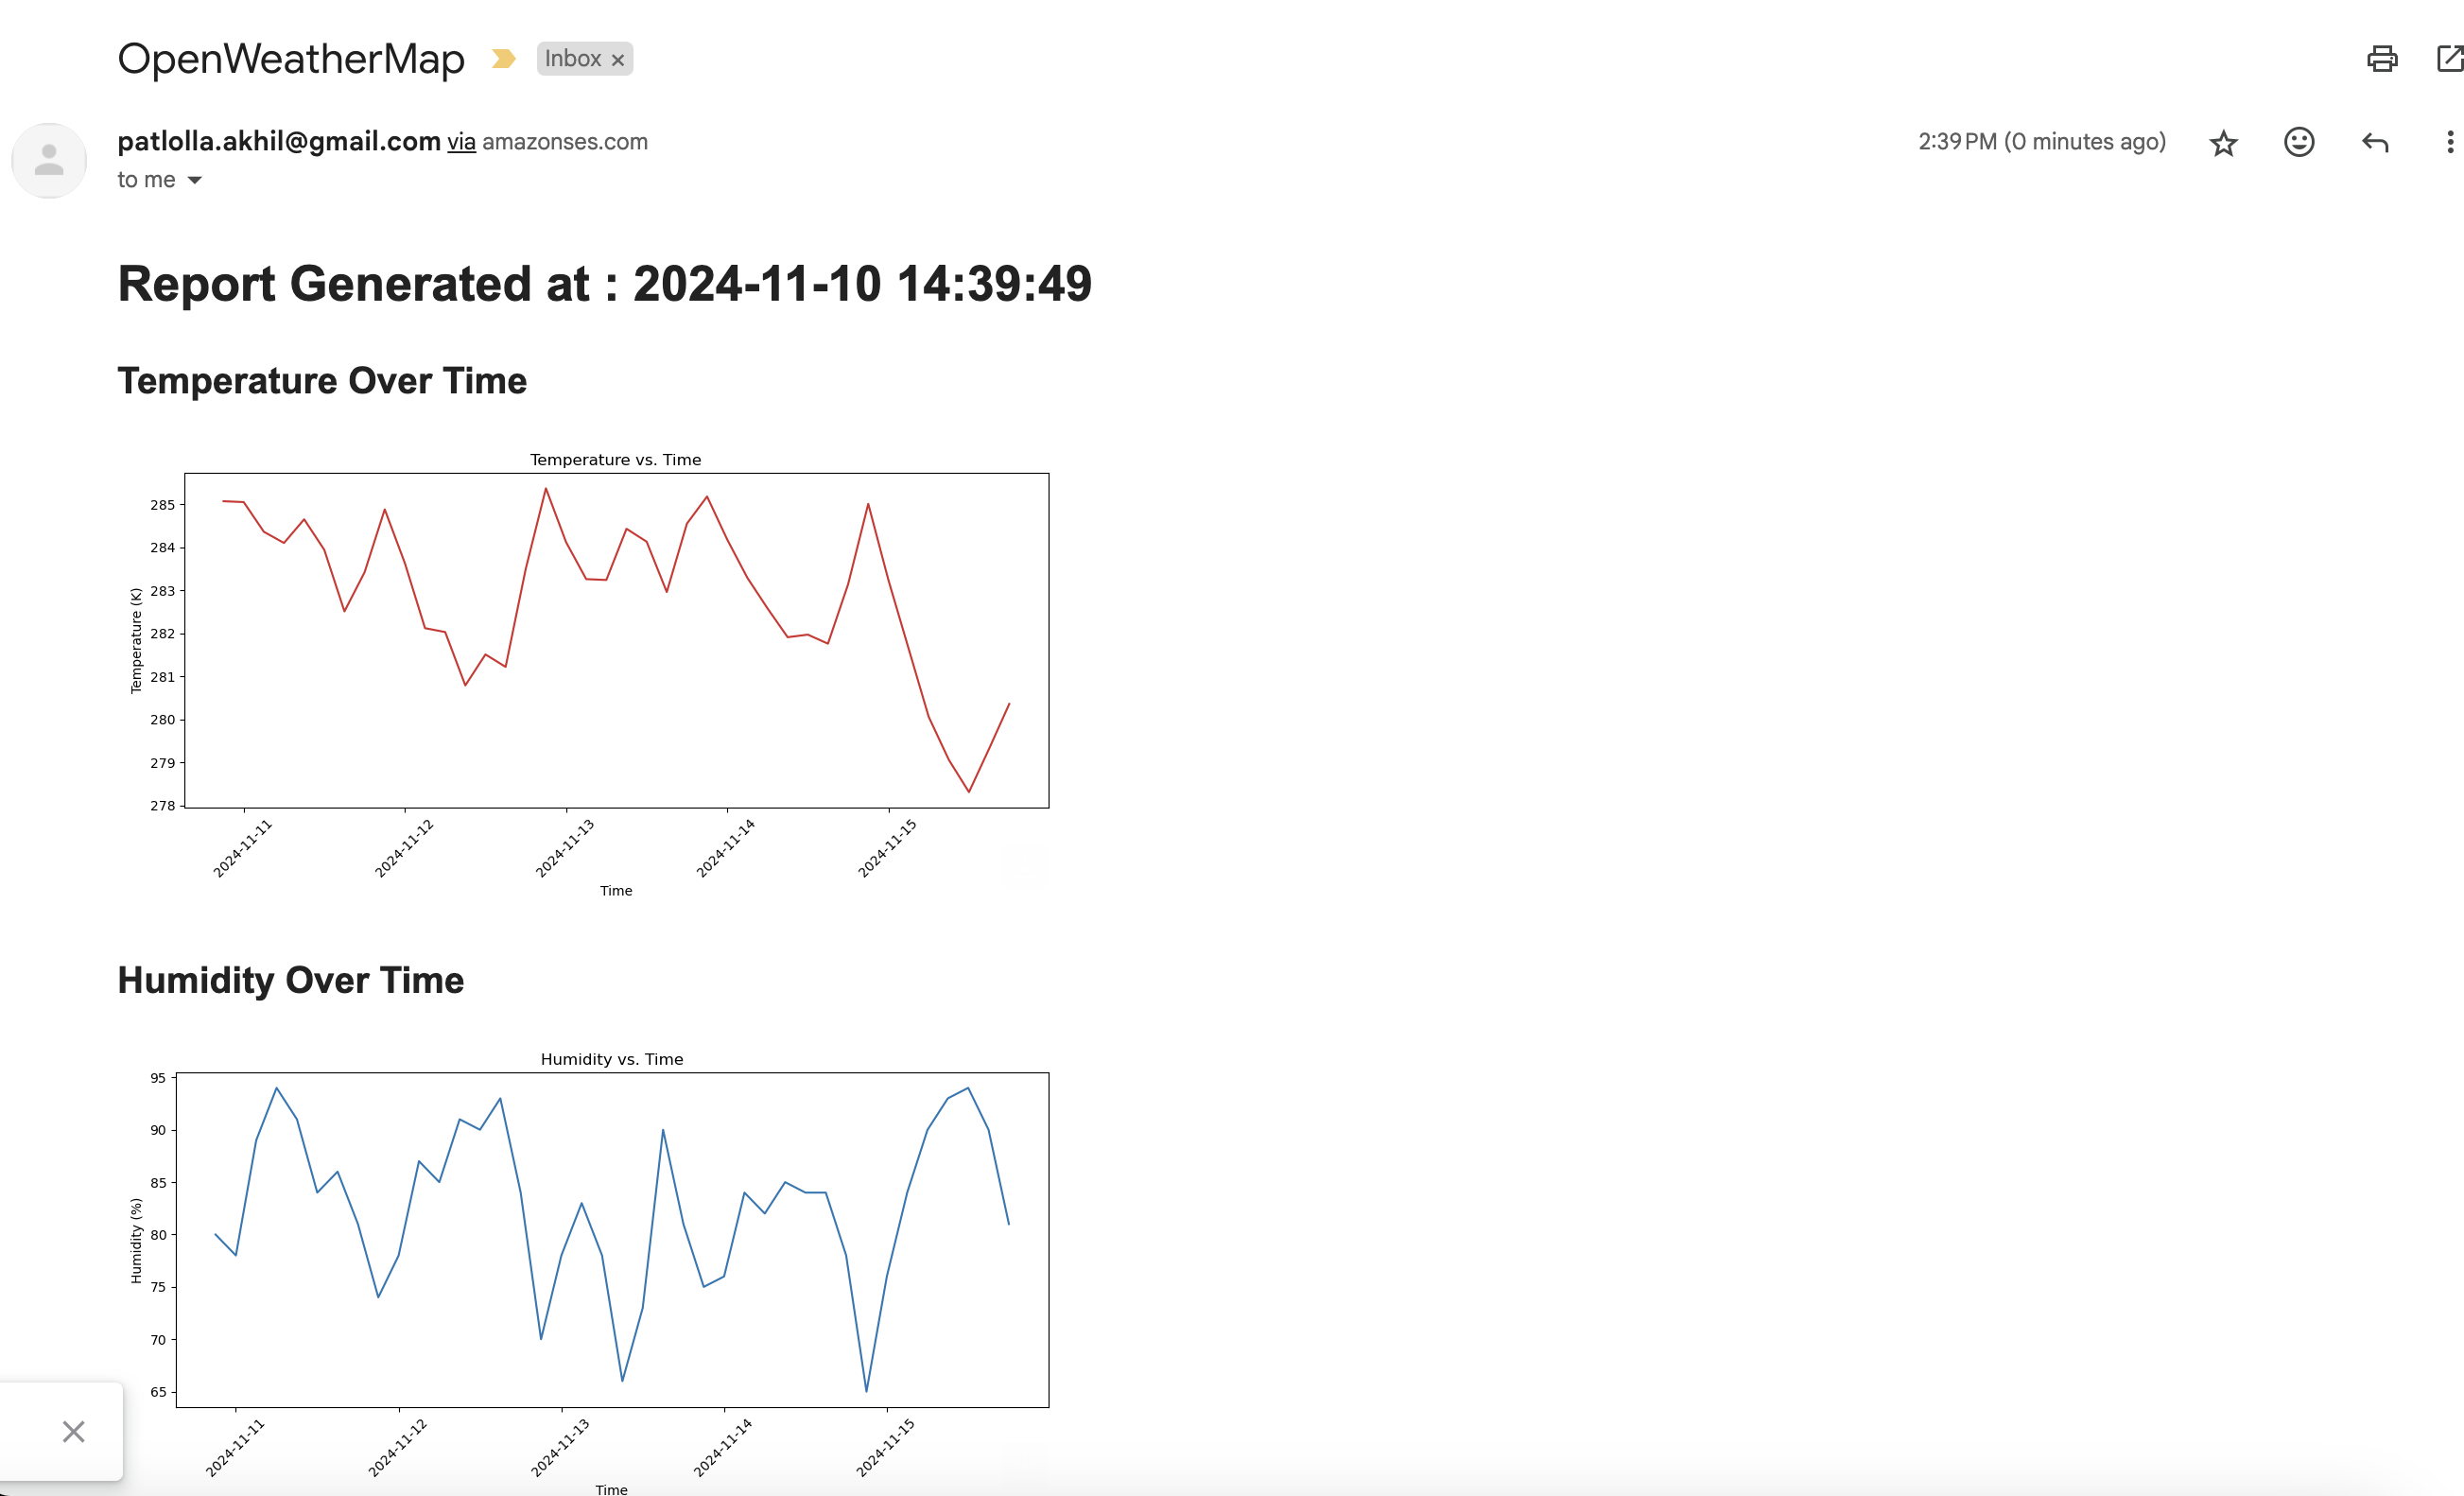 OpenWeatherMap Inbox ×
patlolla.akhil@gmail.com via amazonses.com 2:39 PM (0 minutes ago)
to me
Report Generated at : 2024-11-10 14:39:49
Temperature Over Time
Temperature vs. Time
285
284
283
282
281
280
279
278
Temperature (K)
2024-11-11
2024-11-12
2024-11-13
2024-11-14
2024-11-15
Time
Humidity Over Time
Humidity vs. Time
95
90
85
80
75
70
65
Humidity (%)
2024-11-11
2024-11-12
2024-11-13
2024-11-14
2024-11-15
Time